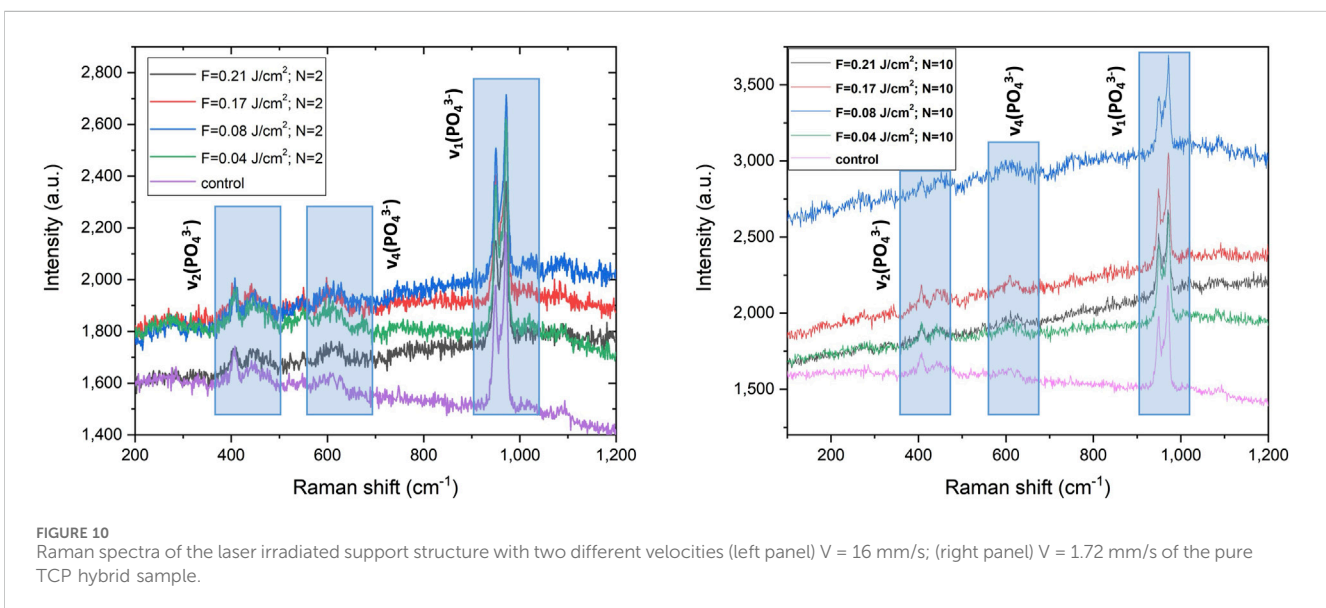 2,800
2,600
2,400
2,200
2,000
1,800
1,600
1,400
200
400
600
800
1,000
1,200
Intensity (a.u.)
Raman shift (cm⁻¹)
F=0.21 J/cm²; N=2
F=0.17 J/cm²; N=2
F=0.08 J/cm²; N=2
F=0.04 J/cm²; N=2
control
v₂(PO₄³⁻)
v₄(PO₄³⁻)
v₁(PO₄³⁻)
3,500
3,000
2,500
2,000
1,500
200
400
600
800
1,000
1,200
Intensity (a.u.)
Raman shift (cm⁻¹)
F=0.21 J/cm²; N=10
F=0.17 J/cm²; N=10
F=0.08 J/cm²; N=10
F=0.04 J/cm²; N=10
control
v₂(PO₄³⁻)
v₄(PO₄³⁻)
v₁(PO₄³⁻)
FIGURE 10
Raman spectra of the laser irradiated support structure with two different velocities (left panel) V = 16 mm/s; (right panel) V = 1.72 mm/s of the pure
TCP hybrid sample.